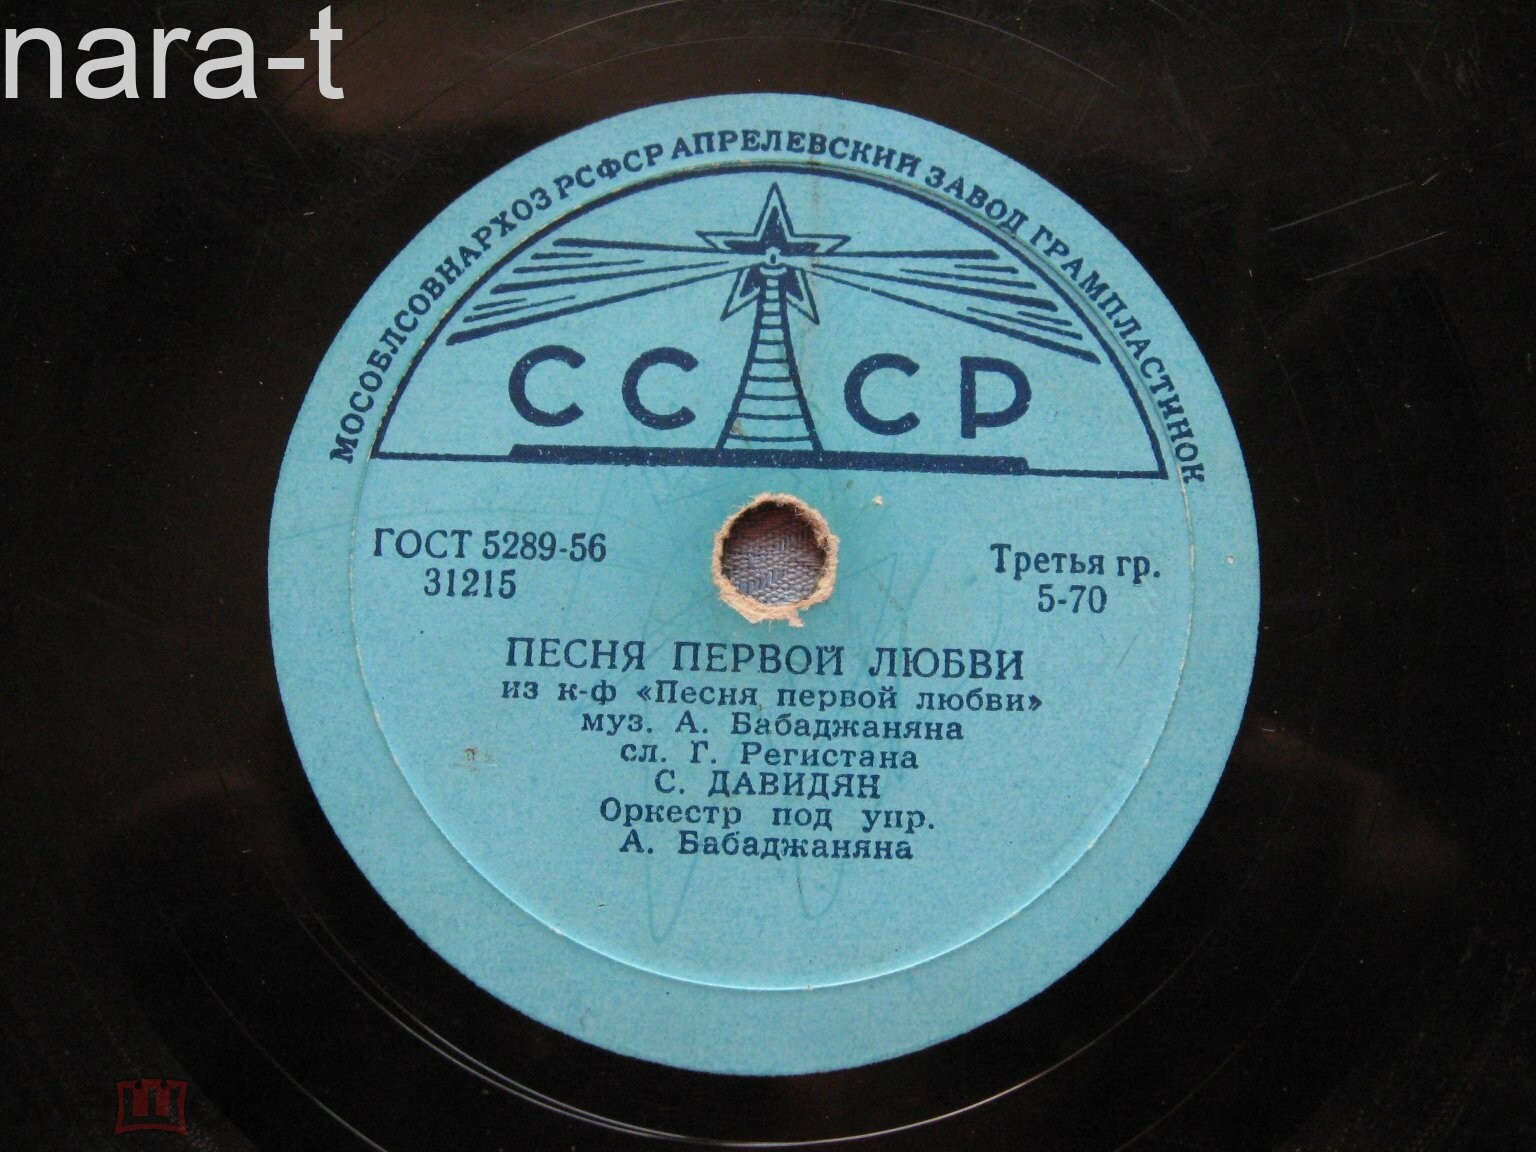 nara-t
МОСОБЛСОВНАРХОЗ РСФСР АПРЕЛЕВСКИЙ ЗАВОД ГРАМПЛАСТИНОК
СССР
ГОСТ 5289-56
31215
Третья гр.
5-70
ПЕСНЯ ПЕРВОЙ ЛЮБВИ
из к-ф «Песня первой любви»
муз. А. Бабаджаняна
сл. Г. Регистана
С. ДАВИДЯН
Оркестр под упр.
А. Бабаджаняна